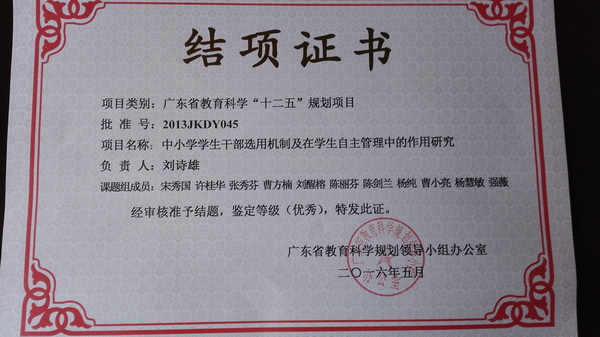 结项证书
项目类别：广东省教育科学“十二五”规划项目
批 准 号：2013JKDY045
项目名称：中小学学生干部选用机制及在学生自主管理中的作用研究
负 责 人：刘诗雄
课题组成员：宋秀国 许桂华 张秀芬 曹方楠 刘醒榕 陈丽芬 陈剑兰 杨纯 曹小亮 杨慧敏 强薇
经审核准予结题，鉴定等级（优秀），特发此证。
广东省教育科学规划领导小组办公室
二〇一六年五月